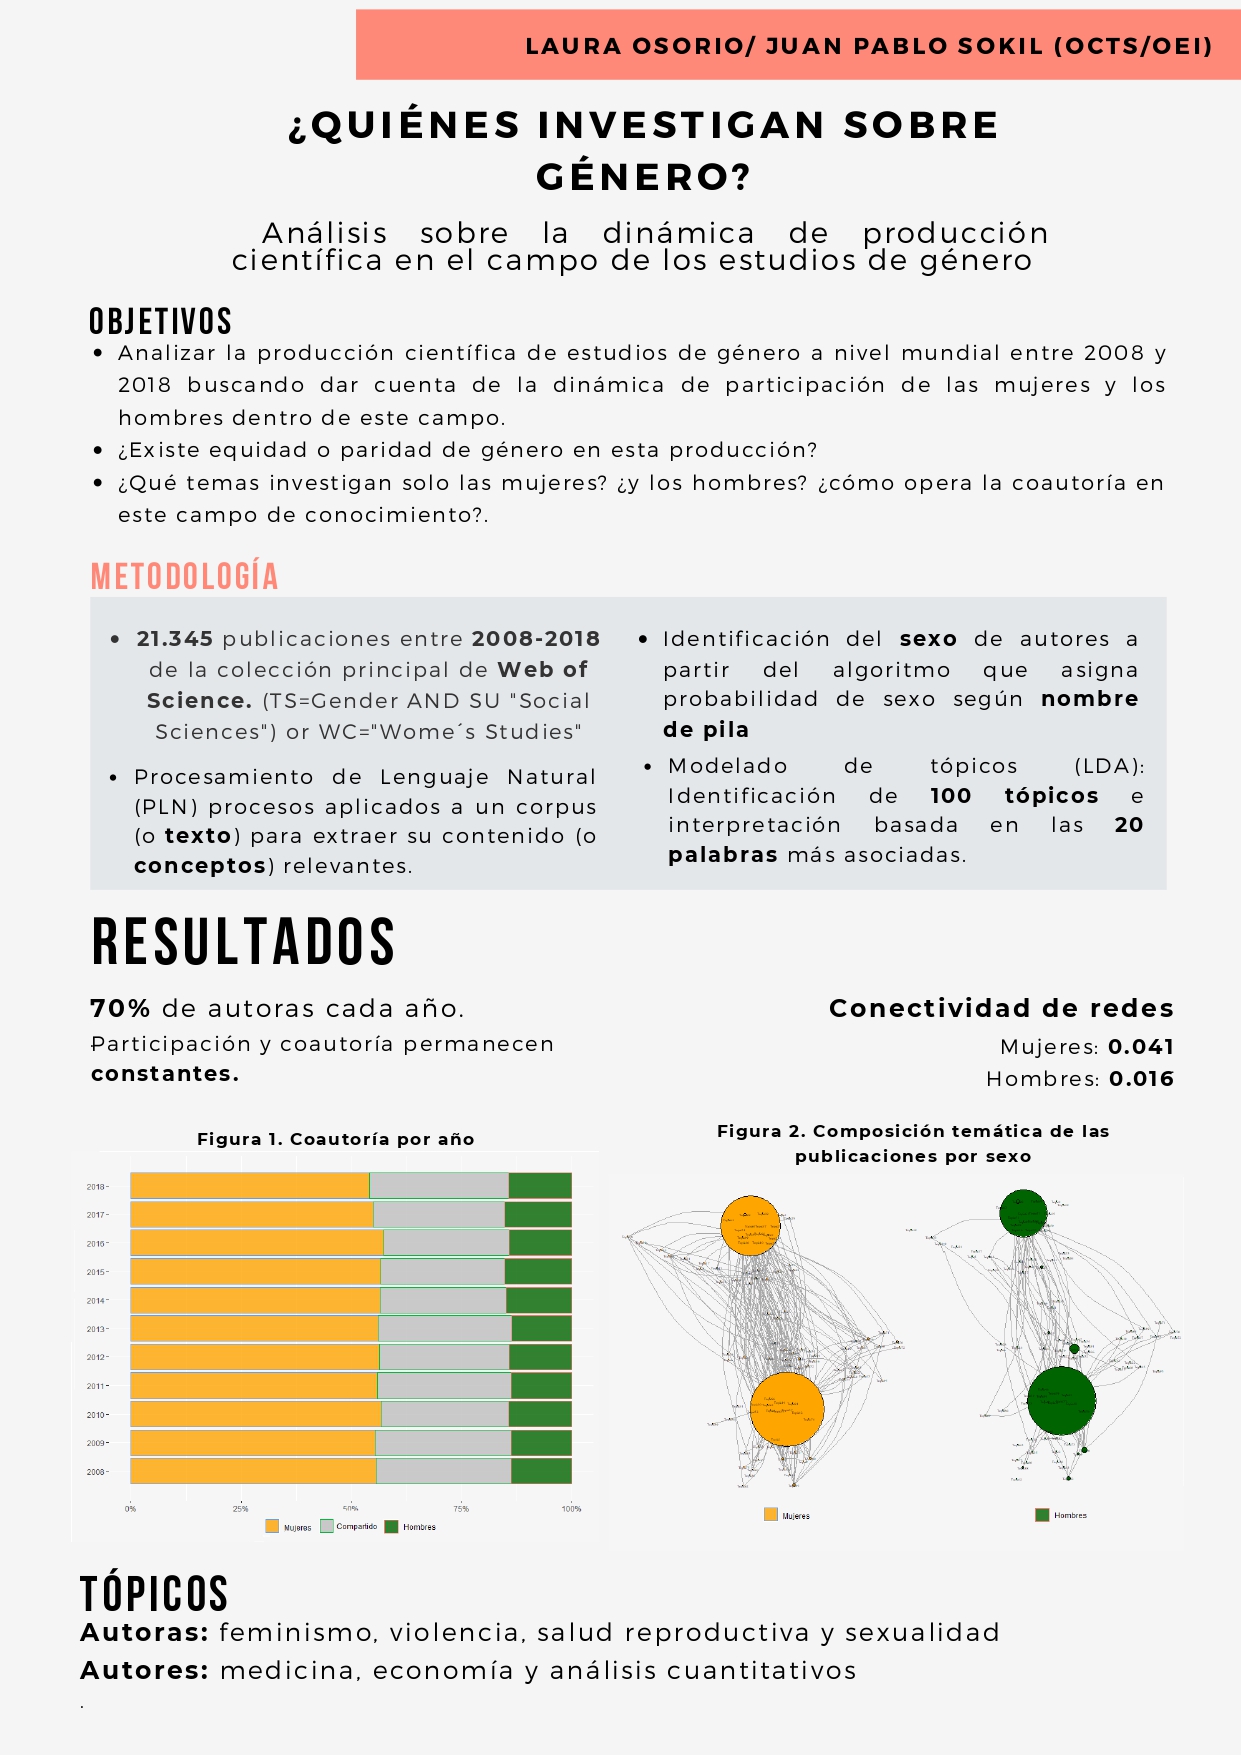 LAURA OSORIO/ JUAN PABLO SOKIL (OCTS/OEI)
¿QUIÉNES INVESTIGAN SOBRE
GÉNERO?
Análisis sobre la dinámica de producción
científica en el campo de los estudios de género
OBJETIVOS
• Analizar la producción científica de estudios de género a nivel mundial entre 2008 y
2018 buscando dar cuenta de la dinámica de participación de las mujeres y los
hombres dentro de este campo.
• ¿Existe equidad o paridad de género en esta producción?
• ¿Qué temas investigan solo las mujeres? ¿y los hombres? ¿cómo opera la coautoría en
este campo de conocimiento?.
METODOLOGÍA
• 21.345 publicaciones entre 2008-2018
de la colección principal de Web of
Science. (TS=Gender AND SU "Social
Sciences") or WC="Wome´s Studies"
• Procesamiento de Lenguaje Natural
(PLN) procesos aplicados a un corpus
(o texto) para extraer su contenido (o
conceptos) relevantes.
• Identificación del sexo de autores a
partir del algoritmo que asigna
probabilidad de sexo según nombre
de pila
• Modelado de tópicos (LDA):
Identificación de 100 tópicos e
interpretación basada en las 20
palabras más asociadas.
RESULTADOS
70% de autoras cada año.
Participación y coautoría permanecen
constantes.
Conectividad de redes
Mujeres: 0.041
Hombres: 0.016
Figura 1. Coautoría por año
2018
2017
2016
2015
2014
2013
2012
2011
2010
2009
2008
0% 25% 50% 75% 100%
Mujeres Compartido Hombres
Figura 2. Composición temática de las
publicaciones por sexo
Mujeres
Hombres
TÓPICOS
Autoras: feminismo, violencia, salud reproductiva y sexualidad
Autores: medicina, economía y análisis cuantitativos
.